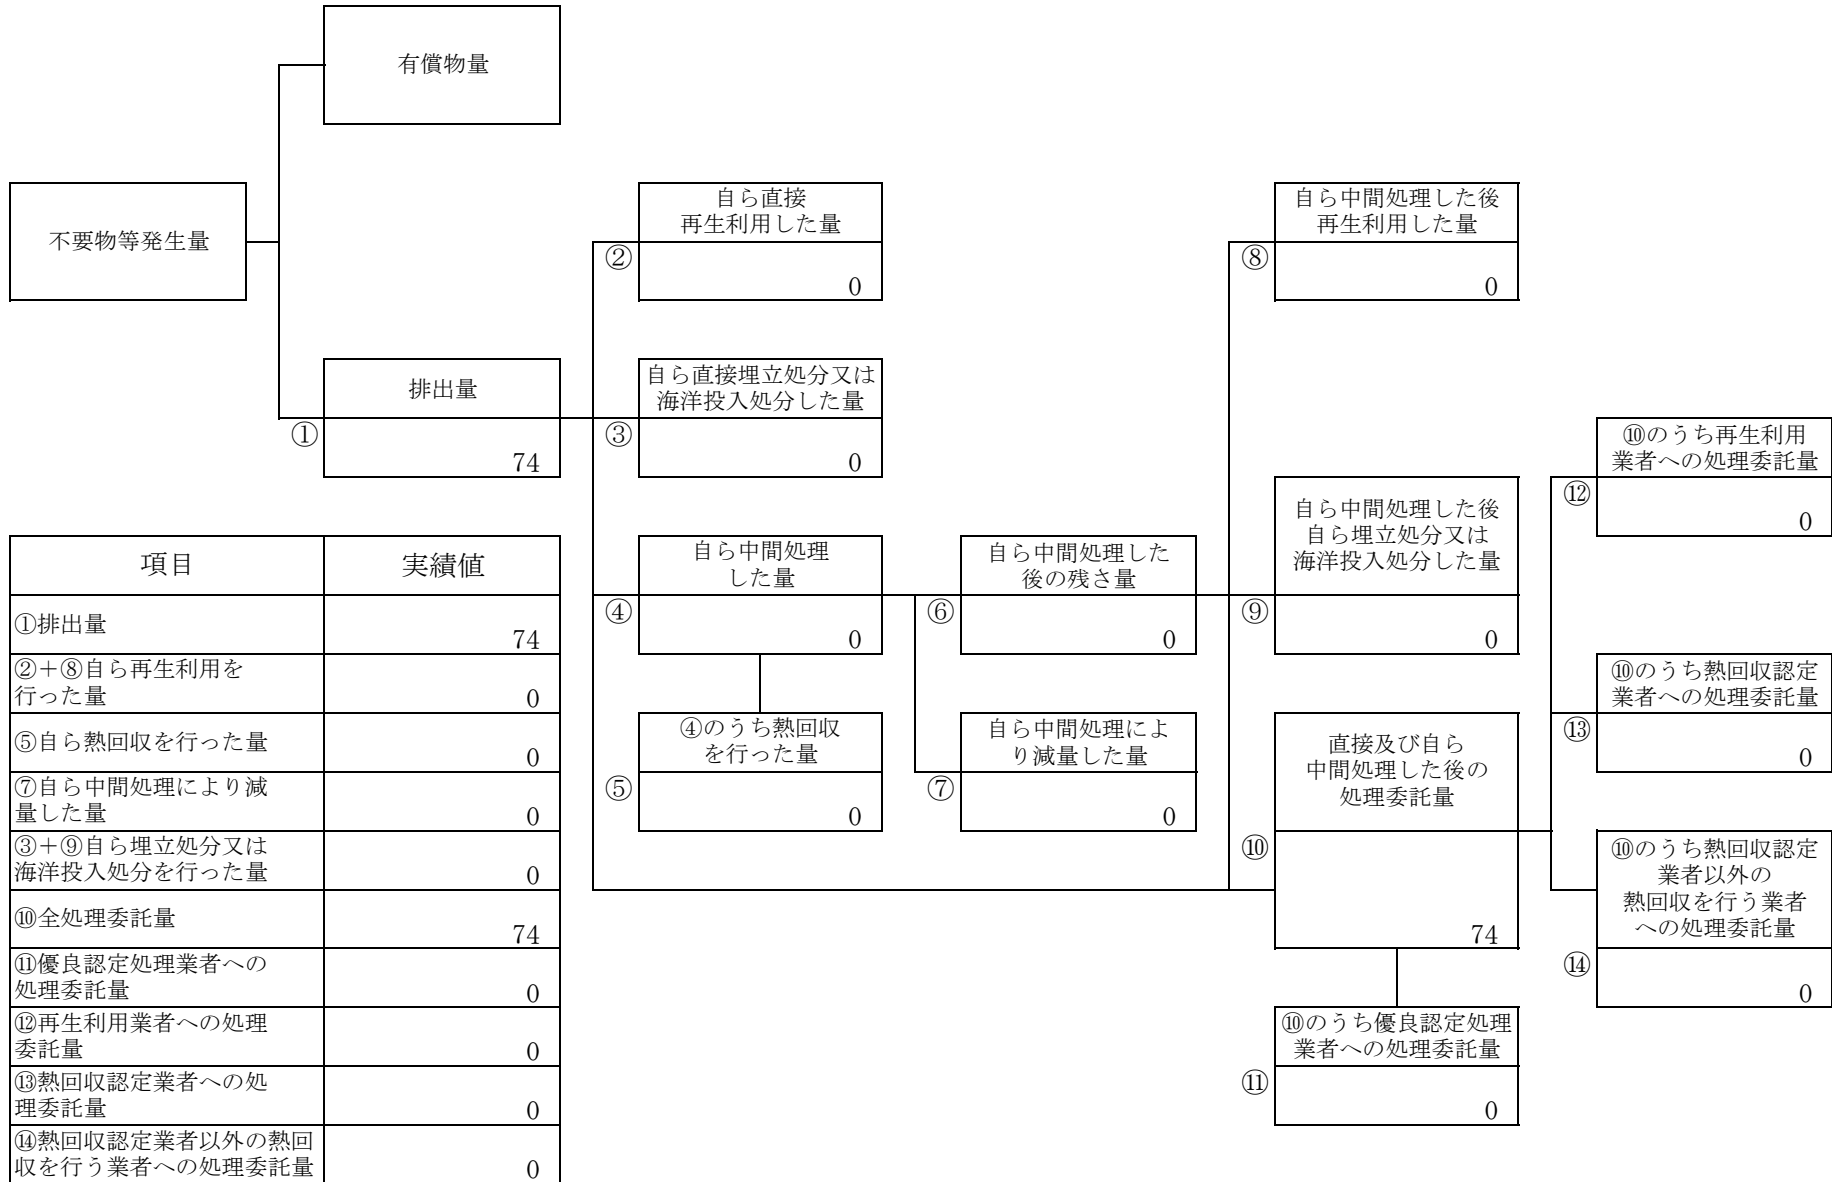 有償物量
不要物等発生量
自ら直接
再生利用した量
②
0
自ら中間処理した後
再生利用した量
⑧
0
排出量
①
74
自ら直接埋立処分又は
海洋投入処分した量
③
0
自ら中間処理
した量
④
0
自ら中間処理した
後の残さ量
⑥
0
自ら中間処理した後
自ら埋立処分又は
海洋投入処分した量
⑨
0
⑩のうち再生利用
業者への処理委託量
⑫
0
④のうち熱回収
を行った量
⑤
0
自ら中間処理によ
り減量した量
⑦
0
直接及び自ら
中間処理した後の
処理委託量
⑩
74
⑩のうち熱回収認定
業者への処理委託量
⑬
0
⑩のうち熱回収認定
業者以外の
熱回収を行う業者
への処理委託量
⑭
0
⑩のうち優良認定処理
業者への処理委託量
⑪
0
項目 実績値
①排出量
74
②＋⑧自ら再生利用を
行った量
0
⑤自ら熱回収を行った量
0
⑦自ら中間処理により減
量した量
0
③＋⑨自ら埋立処分又は
海洋投入処分を行った量
0
⑩全処理委託量
74
⑪優良認定処理業者への
処理委託量
0
⑫再生利用業者への処理
委託量
0
⑬熱回収認定業者への処
理委託量
0
⑭熱回収認定業者以外の熱回
収を行う業者への処理委託量
0